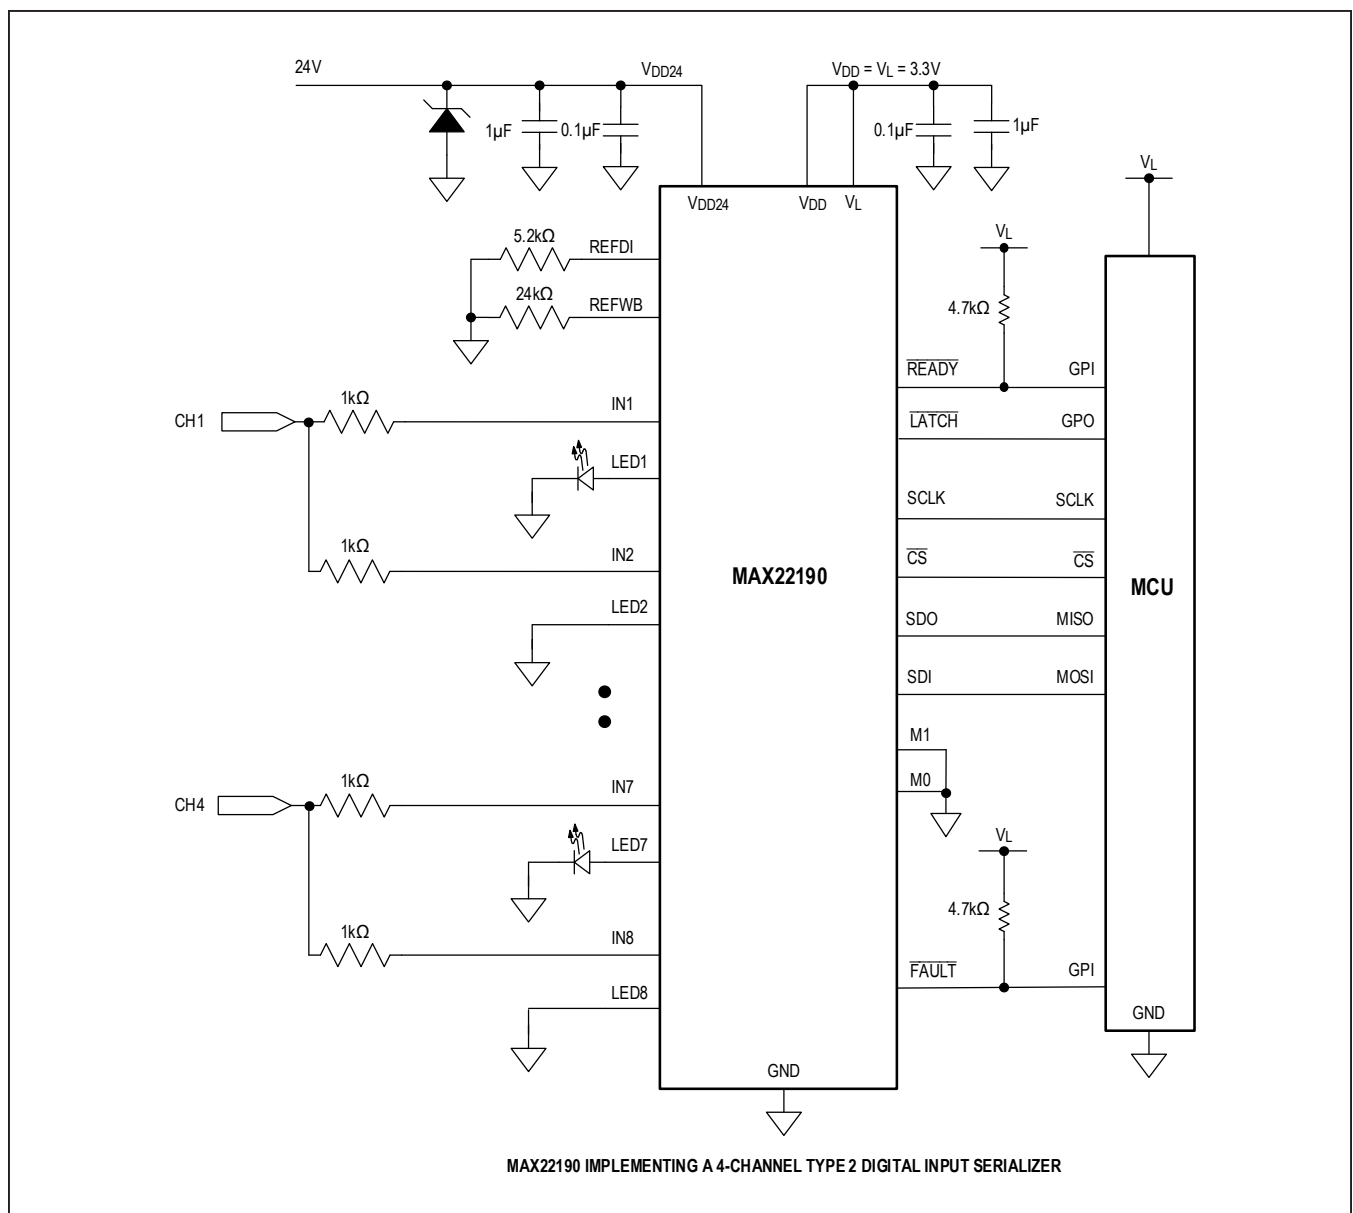 24V
VDD24
VDD = VL = 3.3V
1µF
0.1µF
0.1µF
1µF
VL
VDD24
VDD
VL
5.2kΩ
REFDI
VL
24kΩ
REFWB
4.7kΩ
READY
GPI
1kΩ
IN1
CH1
LATCH
GPO
LED1
SCLK
SCLK
1kΩ
IN2
CS
CS
MAX22190
MCU
LED2
SDO
MISO
SDI
MOSI
M1
1kΩ
IN7
M0
CH4
LED7
VL
4.7kΩ
1kΩ
IN8
FAULT
GPI
LED8
GND
GND
MAX22190 IMPLEMENTING A 4-CHANNEL TYPE 2 DIGITAL INPUT SERIALIZER